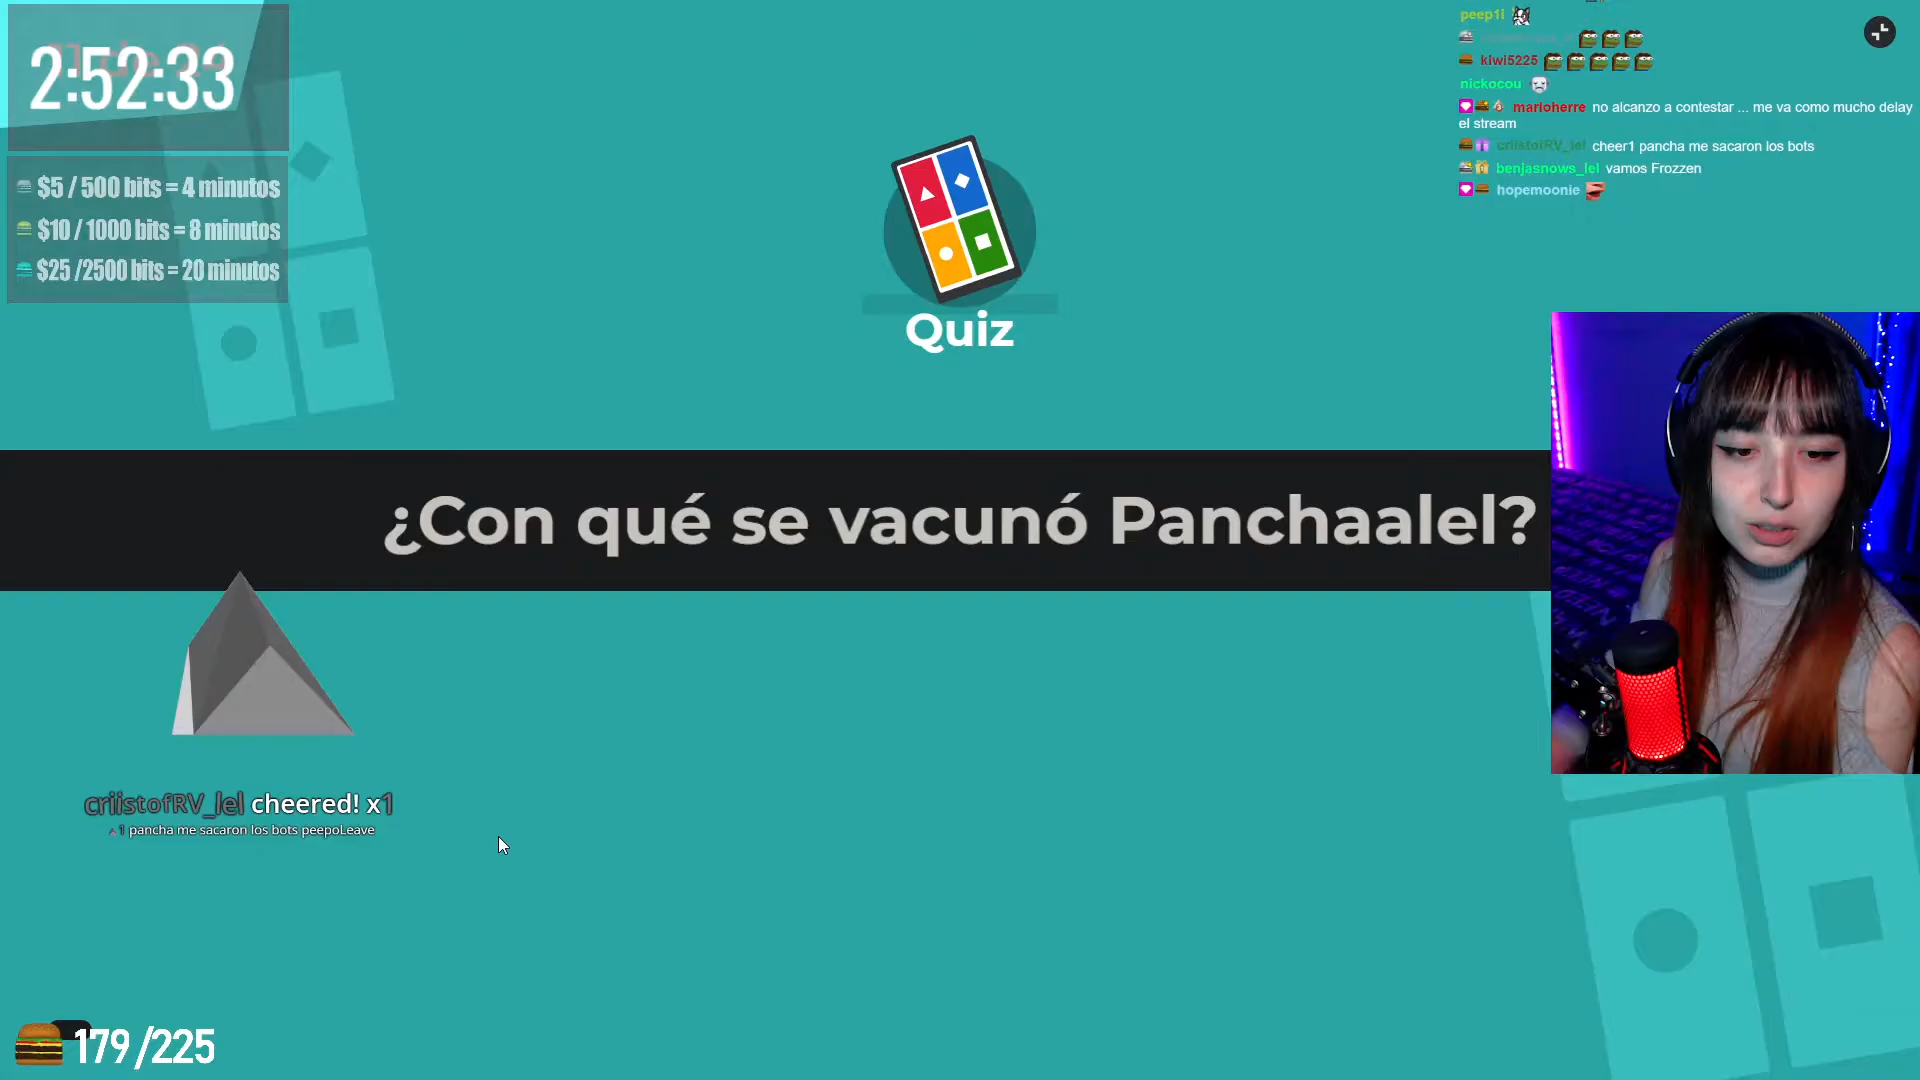 2:52:33
$5 / 500 bits = 4 minutos
$10 / 1000 bits = 8 minutos
$25 /2500 bits = 20 minutos
peep1i
kiwi5225
nickocou
marioherre no alcanzo a contestar ... me va como mucho delay
el stream
criistofRV_lel cheer1 pancha me sacaron los bots
benjasnows_lel vamos Frozzen
hopemoonie
Quiz
¿Con qué se vacunó Panchaalel?
criistofRV_lel cheered! x1
1 pancha me sacaron los bots peepoLeave
179/225